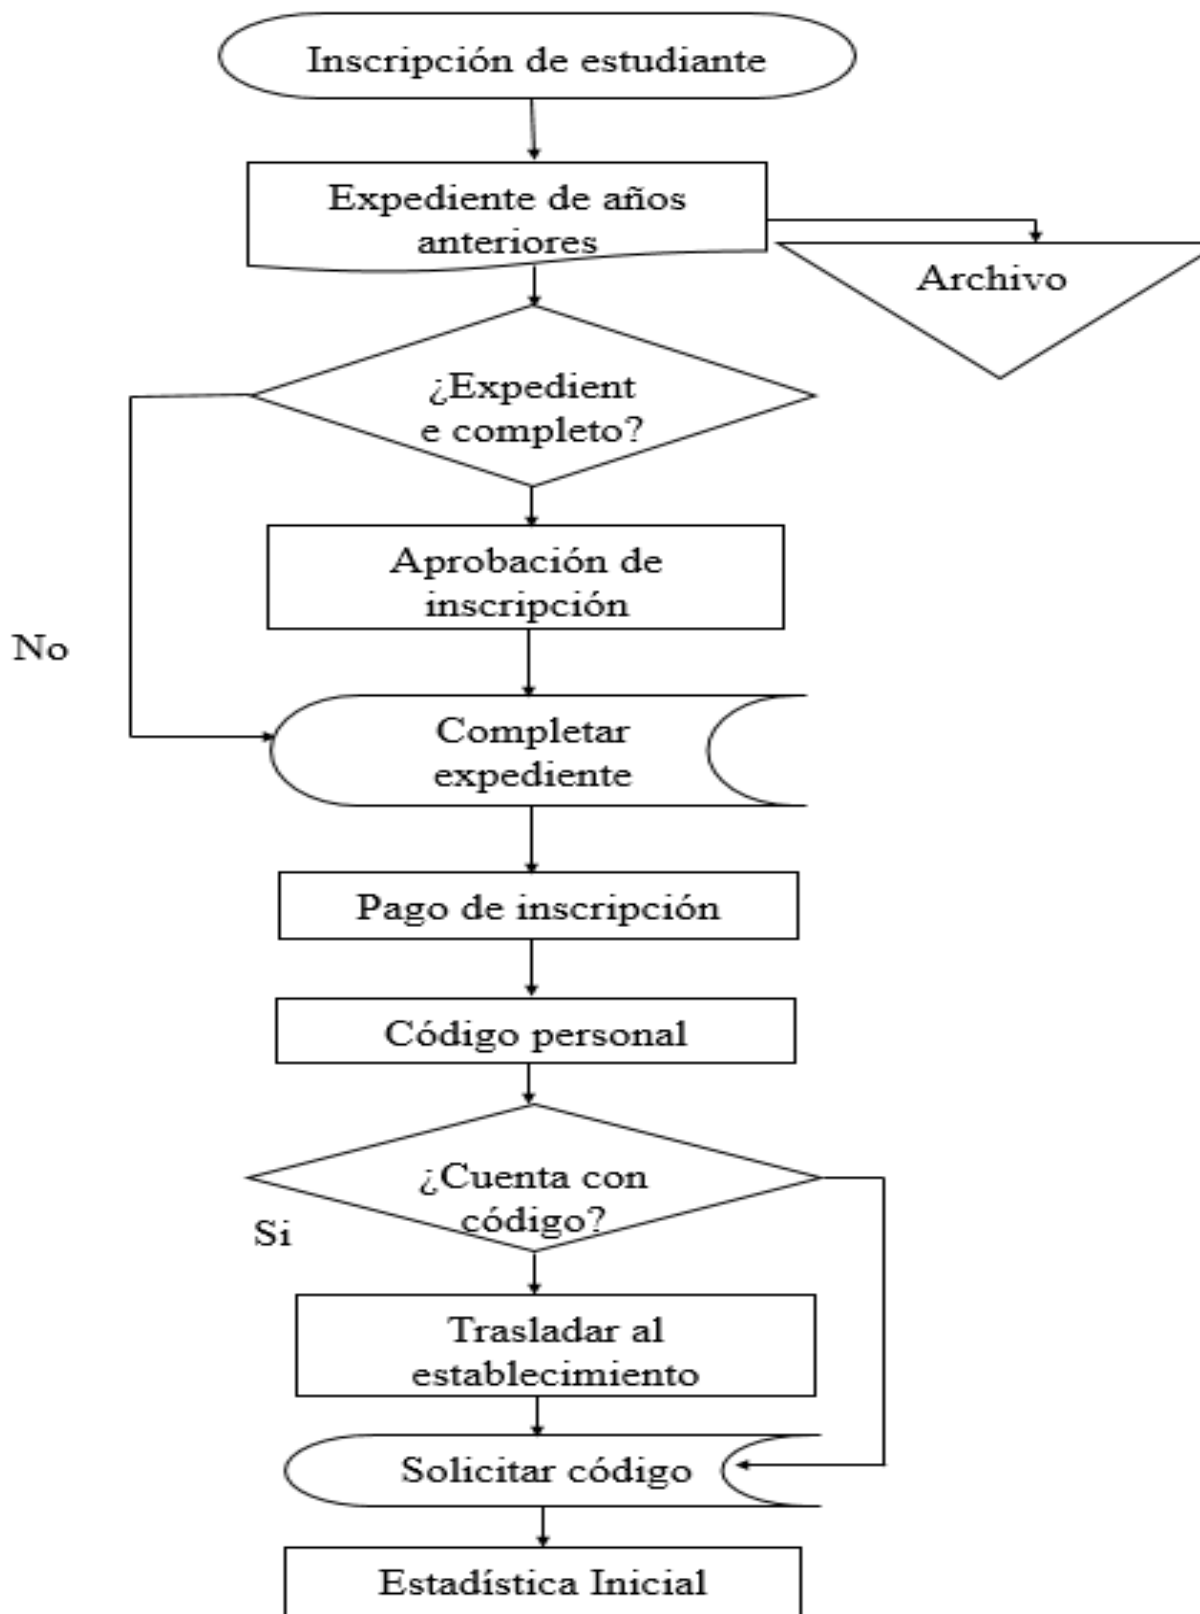 Inscripción de estudiante
Expediente de años
anteriores
Archivo
¿Expedient
e completo?
Aprobación de
inscripción
No
Completar
expediente
Pago de inscripción
Código personal
¿Cuenta con
código?
Si
Trasladar al
establecimiento
Solicitar código
Estadística Inicial